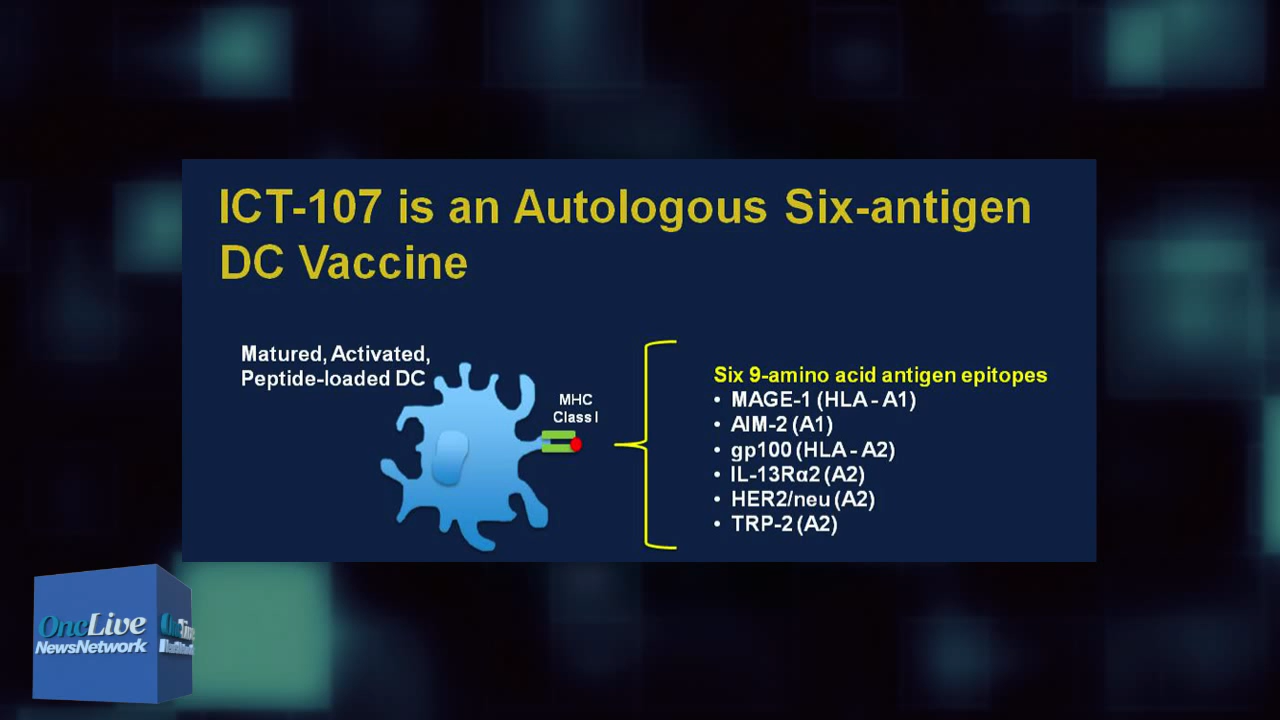 ICT-107 is an Autologous Six-antigen
DC Vaccine
Matured, Activated,
Peptide-loaded DC
MHC
Class I
Six 9-amino acid antigen epitopes
• MAGE-1 (HLA - A1)
• AIM-2 (A1)
• gp100 (HLA - A2)
• IL-13Rα2 (A2)
• HER2/neu (A2)
• TRP-2 (A2)
OncLive
NewsNetwork